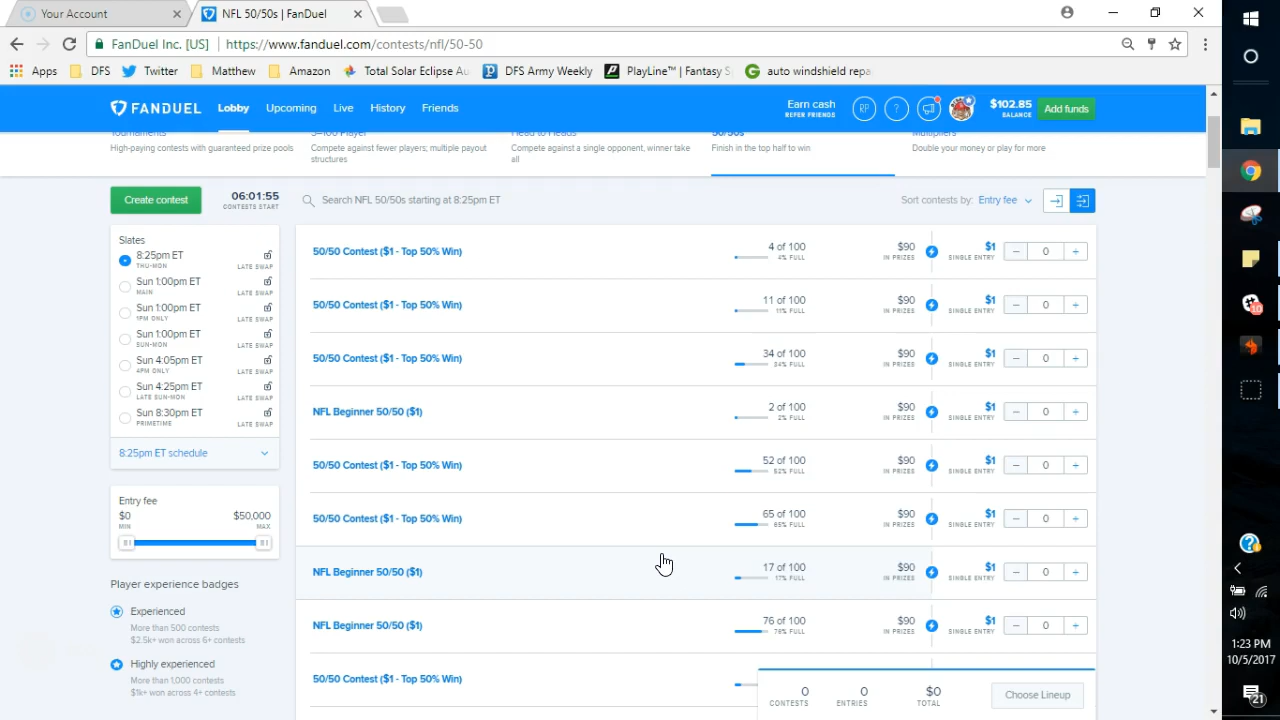 Your Account
NFL 50/50s | FanDuel
FanDuel Inc. [US]
https://www.fanduel.com/contests/nfl/50-50
Apps
DFS
Twitter
Matthew
Amazon
Total Solar Eclipse Au
DFS Army Weekly
PlayLine™ | Fantasy S
auto windshield repa
FANDUEL
Lobby
Upcoming
Live
History
Friends
Earn cash
REFER FRIENDS
RP
?
$102.85
BALANCE
Add funds
Tournaments
High-paying contests with guaranteed prize pools
3–100 Player
Compete against fewer players; multiple payout
structures
Head to Heads
Compete against a single opponent, winner take
all
50/50s
Finish in the top half to win
Multipliers
Double your money or play for more
Create contest
06:01:55
CONTESTS START
Search NFL 50/50s starting at 8:25pm ET
Sort contests by: Entry fee
Slates
8:25pm ET
THU-MON
LATE SWAP
Sun 1:00pm ET
MAIN
LATE SWAP
Sun 1:00pm ET
1PM ONLY
LATE SWAP
Sun 1:00pm ET
SUN-MON
LATE SWAP
Sun 4:05pm ET
4PM ONLY
LATE SWAP
Sun 4:25pm ET
LATE SUN-MON
LATE SWAP
Sun 8:30pm ET
PRIMETIME
LATE SWAP
8:25pm ET schedule
Entry fee
$0
MIN
$50,000
MAX
Player experience badges
Experienced
More than 500 contests
$2.5k+ won across 6+ contests
Highly experienced
More than 1,000 contests
$1k+ won across 4+ contests
50/50 Contest ($1 - Top 50% Win)
4 of 100
4% FULL
$90
IN PRIZES
$1
SINGLE ENTRY
− 0 +
50/50 Contest ($1 - Top 50% Win)
11 of 100
11% FULL
$90
IN PRIZES
$1
SINGLE ENTRY
− 0 +
50/50 Contest ($1 - Top 50% Win)
34 of 100
34% FULL
$90
IN PRIZES
$1
SINGLE ENTRY
− 0 +
NFL Beginner 50/50 ($1)
2 of 100
2% FULL
$90
IN PRIZES
$1
SINGLE ENTRY
− 0 +
50/50 Contest ($1 - Top 50% Win)
52 of 100
52% FULL
$90
IN PRIZES
$1
SINGLE ENTRY
− 0 +
50/50 Contest ($1 - Top 50% Win)
65 of 100
65% FULL
$90
IN PRIZES
$1
SINGLE ENTRY
− 0 +
NFL Beginner 50/50 ($1)
17 of 100
17% FULL
$90
IN PRIZES
$1
SINGLE ENTRY
− 0 +
NFL Beginner 50/50 ($1)
76 of 100
76% FULL
$90
IN PRIZES
$1
SINGLE ENTRY
− 0 +
50/50 Contest ($1 - Top 50% Win)
0
CONTESTS
0
ENTRIES
$0
TOTAL
Choose Lineup
1:23 PM
10/5/2017
21